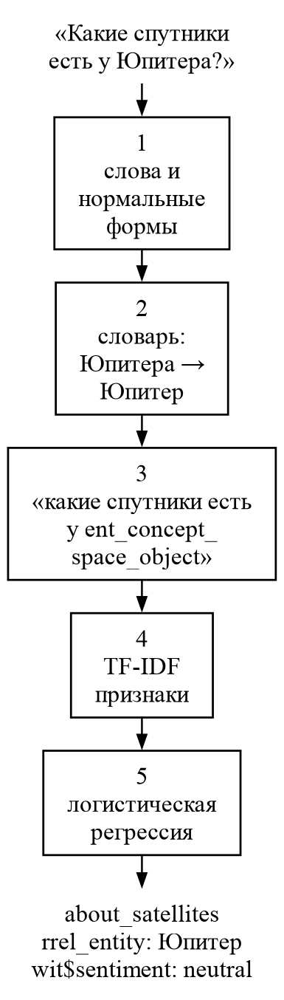 «Какие спутники
есть у Юпитера?»
1
слова и
нормальные
формы
2
словарь:
Юпитера →
Юпитер
3
«какие спутники есть
у ent_concept_
space_object»
4
TF-IDF
признаки
5
логистическая
регрессия
about_satellites
rrel_entity: Юпитер
wit$sentiment: neutral